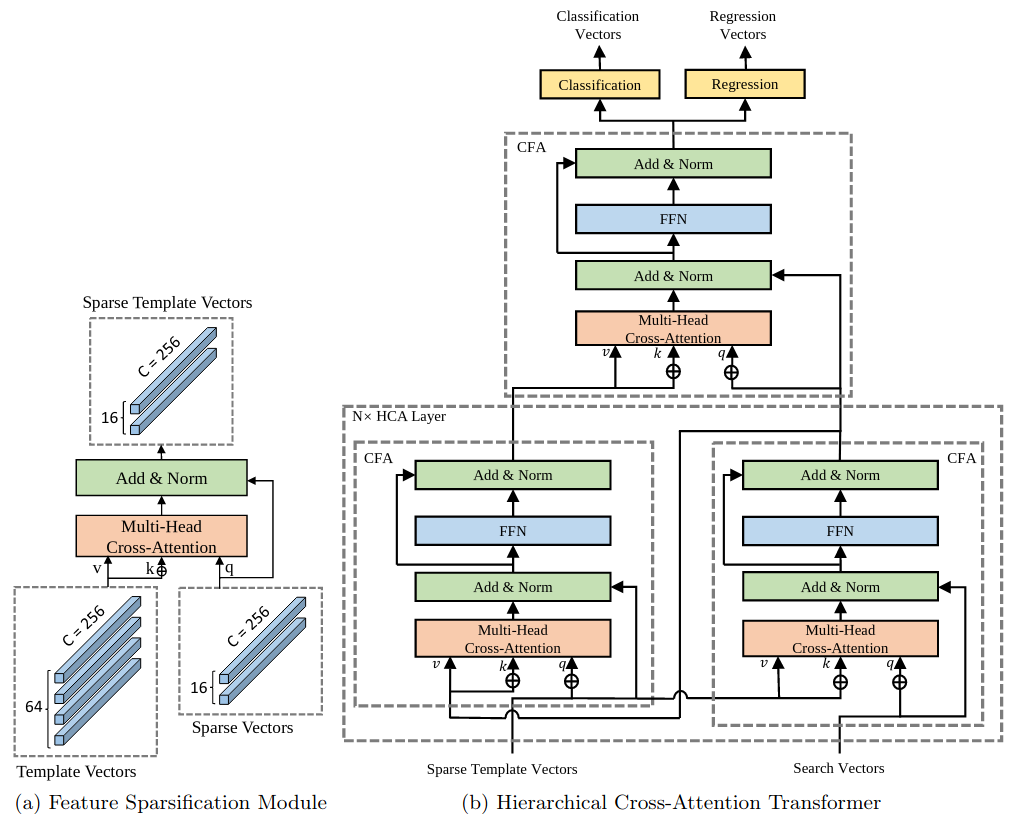 Classification
Vectors
Regression
Vectors
Classification
Regression
CFA
Add & Norm
FFN
Add & Norm
Multi-Head
Cross-Attention
v
k
q
Sparse Template Vectors
C = 256
16
Add & Norm
Multi-Head
Cross-Attention
v
k
q
C = 256
64
Template Vectors
C = 256
16
Sparse Vectors
(a) Feature Sparsification Module
N× HCA Layer
CFA
Add & Norm
FFN
Add & Norm
Multi-Head
Cross-Attention
v
k
q
Sparse Template Vectors
CFA
Add & Norm
FFN
Add & Norm
Multi-Head
Cross-Attention
v
k
q
Search Vectors
(b) Hierarchical Cross-Attention Transformer